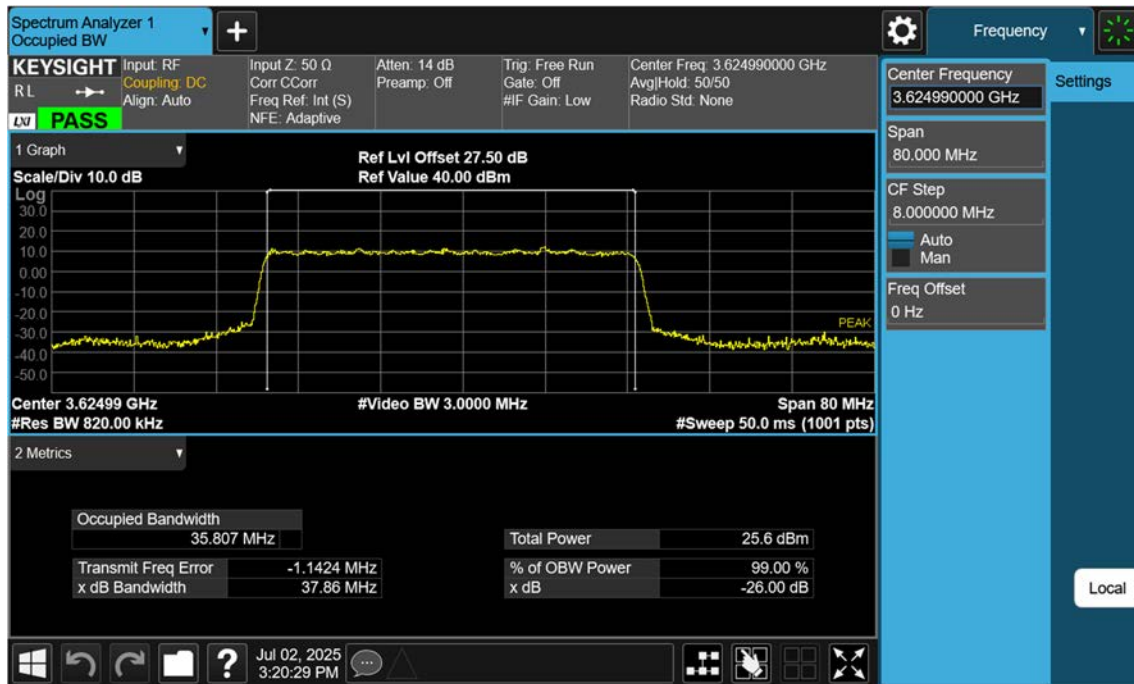 Spectrum Analyzer 1
Occupied BW
Frequency
KEYSIGHT
R L
LXI
PASS
Input: RF
Coupling: DC
Align: Auto
Input Z: 50 Ω
Corr CCorr
Freq Ref: Int (S)
NFE: Adaptive
Atten: 14 dB
Preamp: Off
Trig: Free Run
Gate: Off
#IF Gain: Low
Center Freq: 3.624990000 GHz
Avg|Hold: 50/50
Radio Std: None
Center Frequency
3.624990000 GHz
Settings
Span
80.000 MHz
CF Step
8.000000 MHz
Auto
Man
Freq Offset
0 Hz
1 Graph
Scale/Div 10.0 dB
Ref Lvl Offset 27.50 dB
Ref Value 40.00 dBm
Log
30.0
20.0
10.0
0.00
-10.0
-20.0
-30.0
-40.0
-50.0
PEAK
Center 3.62499 GHz
#Video BW 3.0000 MHz
Span 80 MHz
#Res BW 820.00 kHz
#Sweep 50.0 ms (1001 pts)
2 Metrics
Occupied Bandwidth
35.807 MHz
Total Power 25.6 dBm
Transmit Freq Error -1.1424 MHz
% of OBW Power 99.00 %
x dB Bandwidth 37.86 MHz
x dB -26.00 dB
Local
?
Jul 02, 2025
3:20:29 PM